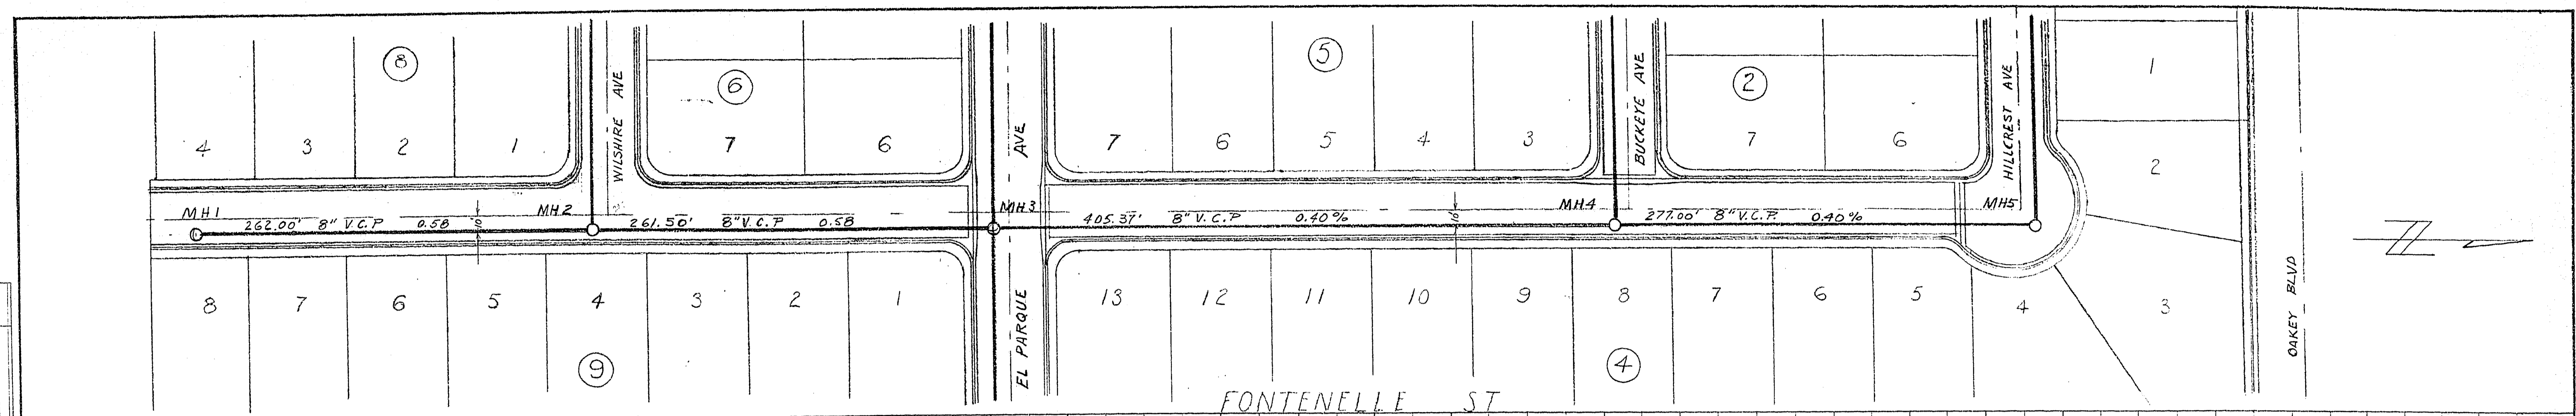 8
4 3 2 1
WILSHIRE AVE
6
7 6
AVE
5
7 6 5 4 3
BUCKEYE AVE
2
7 6
HILLCREST AVE
1
2
3
MH1 262.00' 8" V.C.P 0.58 10'
MH2 261.50' 8" V.C.P 0.58
MH3 405.37' 8" V.C.P 0.40% 10'
MH4 277.00' 8" V.C.P. 0.40%
MH5
8 7 6 5 4 3 2 1
9
EL PARQUE
13 12 11 10 9 8 7 6 5 4
4
OAKEY BLVD
FONTENELLE ST